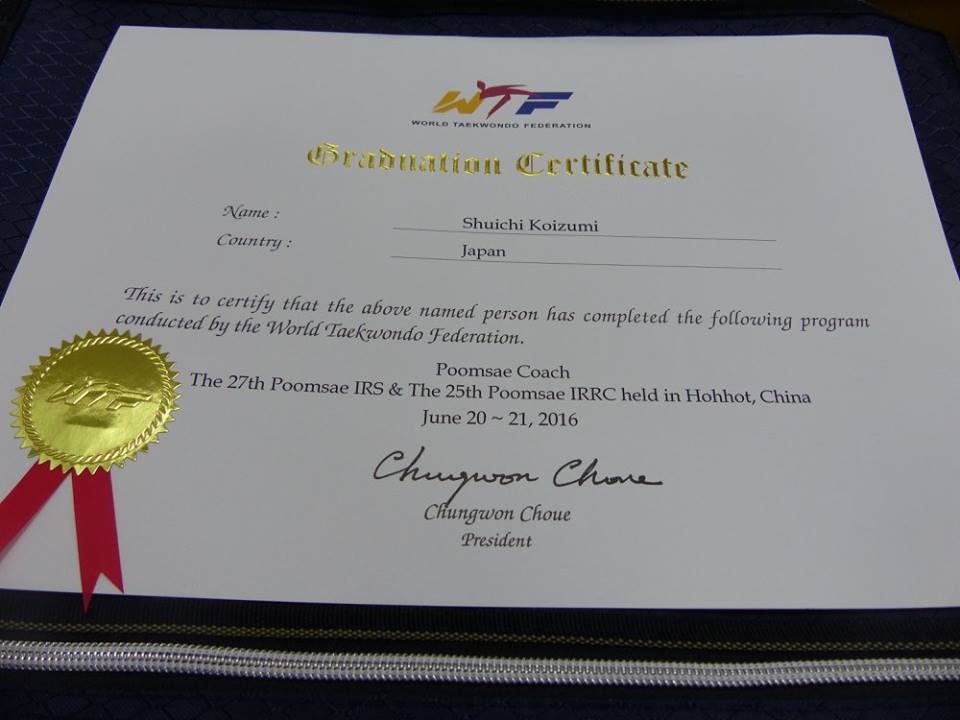 WTF
WORLD TAEKWONDO FEDERATION
Graduation Certificate
Name : Shuichi Koizumi
Country : Japan
This is to certify that the above named person has completed the following program
conducted by the World Taekwondo Federation.
Poomsae Coach
The 27th Poomsae IRS & The 25th Poomsae IRRC held in Hohhot, China
June 20 ~ 21, 2016
Chungwon Choue
Chungwon Choue
President
WTF